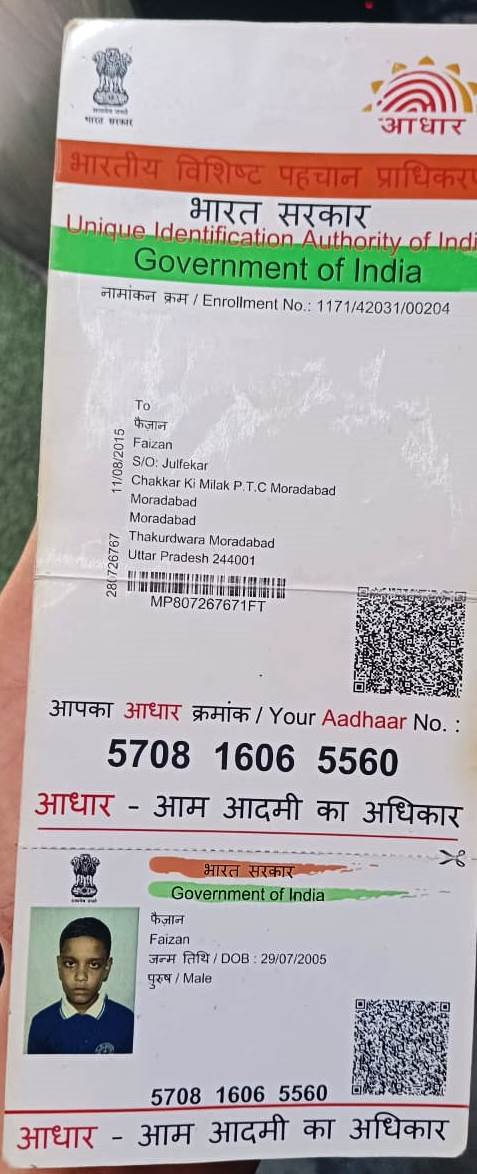 भारत सरकार
आधार
भारतीय विशिष्ट पहचान प्राधिकरण
भारत सरकार
Unique Identification Authority of Indi
Government of India
नामांकन क्रम / Enrollment No.: 1171/42031/00204
To
फैज़ान
Faizan
S/O: Julfekar
Chakkar Ki Milak P.T.C Moradabad
Moradabad
Moradabad
Thakurdwara Moradabad
Uttar Pradesh 244001
11/08/2015
MP807267671FT
आपका आधार क्रमांक / Your Aadhaar No. :
5708 1606 5560
आधार - आम आदमी का अधिकार
भारत सरकार
Government of India
फैज़ान
Faizan
जन्म तिथि / DOB : 29/07/2005
पुरुष / Male
5708 1606 5560
आधार - आम आदमी का अधिकार